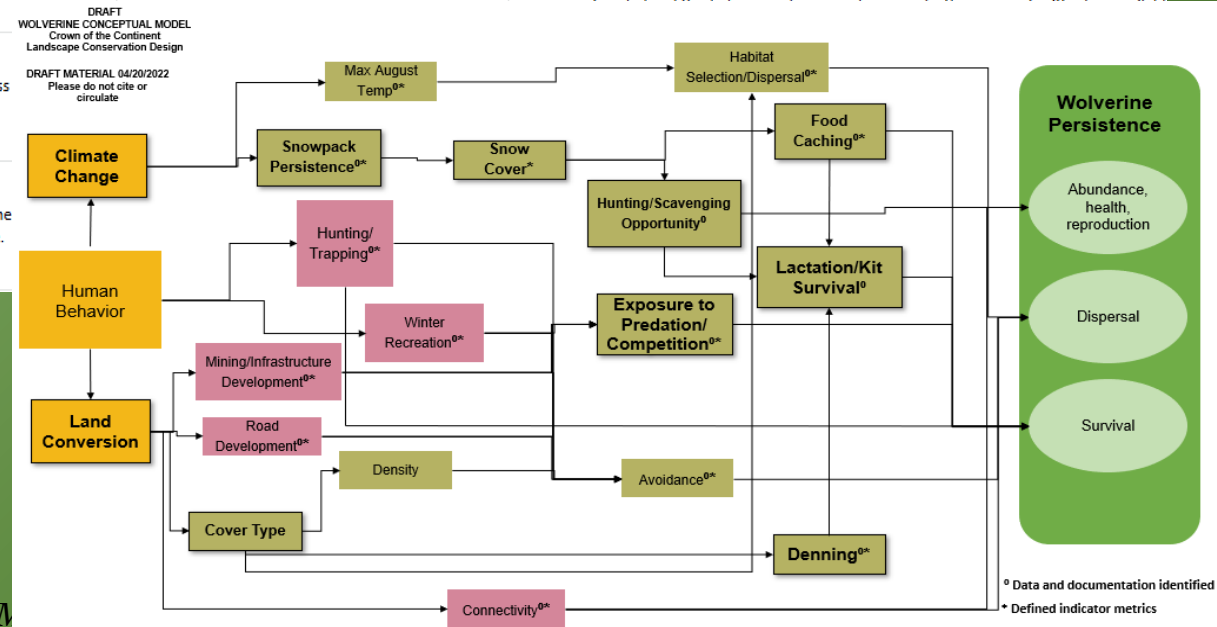 DRAFT
WOLVERINE CONCEPTUAL MODEL
Crown of the Continent
Landscape Conservation Design
DRAFT MATERIAL 04/20/2022
Please do not cite or
circulate
Max August
Temp⁰*
Habitat
Selection/Dispersal⁰*
Wolverine
Persistence
Climate
Change
Snowpack
Persistence⁰*
Snow
Cover*
Food
Caching⁰*
Abundance,
health,
reproduction
Hunting/Scavenging
Opportunity⁰
Hunting/
Trapping⁰*
Lactation/Kit
Survival⁰
Human
Behavior
Exposure to
Predation/
Competition⁰*
Dispersal
Winter
Recreation⁰*
Mining/Infrastructure
Development⁰*
Land
Conversion
Road
Development⁰*
Survival
Density
Avoidance⁰*
Cover Type
Denning⁰*
Connectivity⁰*
⁰ Data and documentation identified
* Defined indicator metrics